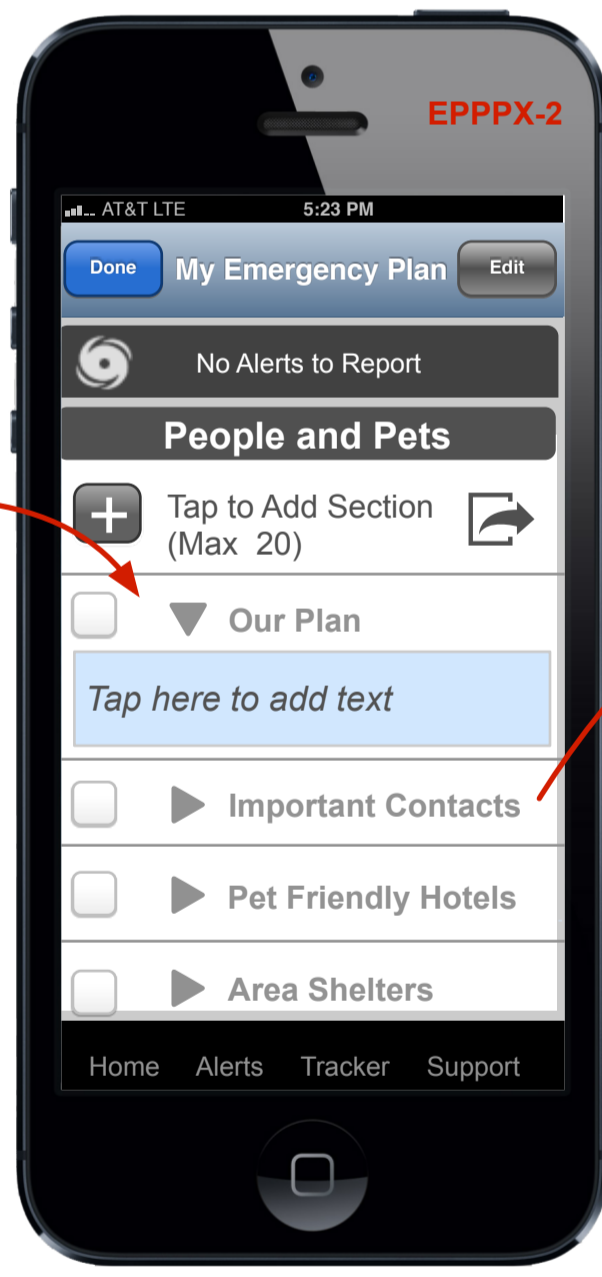 EPPPX-2
AT&T LTE 5:23 PM
Done My Emergency Plan Edit
No Alerts to Report
People and Pets
Tap to Add Section
(Max 20)
Our Plan
Tap here to add text
Important Contacts
Pet Friendly Hotels
Area Shelters
Home Alerts Tracker Support